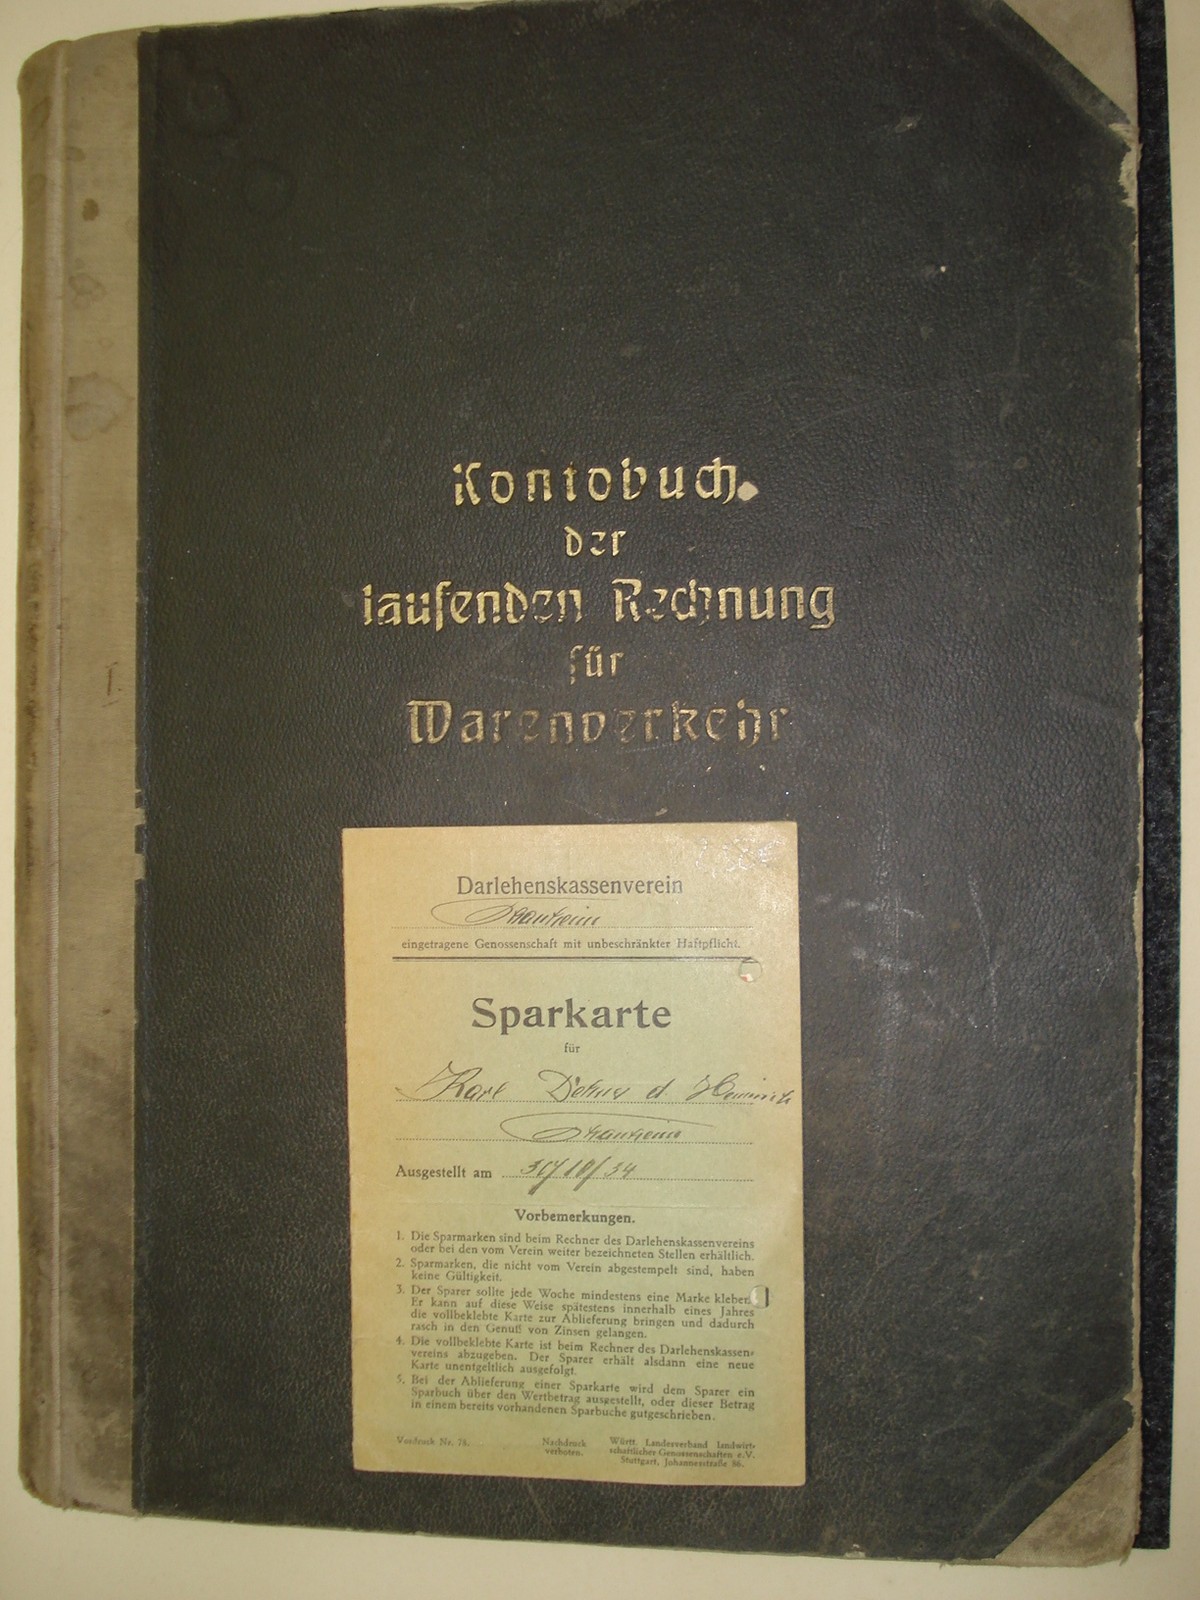 Kontobuch
der
laufenden Rechnung
für
Warenverkehr
I.
Darlehenskassenverein
eingetragene Genossenschaft mit unbeschränkter Haftpflicht.
Sparkarte
für
Karl d. Heinrich
Ausgestellt am 30/10/34
Vorbemerkungen.
1. Die Sparmarken sind beim Rechner des Darlehenskassenvereins
oder bei den vom Verein weiter bezeichneten Stellen erhältlich.
2. Sparmarken, die nicht vom Verein abgestempelt sind, haben
keine Gültigkeit.
3. Der Sparer sollte jede Woche mindestens eine Marke kleben.
Er kann auf diese Weise spätestens innerhalb eines Jahres
die vollbeklebte Karte zur Ablieferung bringen und dadurch
rasch in den Genuß von Zinsen gelangen.
4. Die vollbeklebte Karte ist beim Rechner des Darlehenskassen-
vereins abzugeben. Der Sparer erhält alsdann eine neue
Karte unentgeltlich ausgefolgt.
5. Bei der Ablieferung einer Sparkarte wird dem Sparer ein
Sparbuch über den Wertbetrag ausgestellt, oder dieser Betrag
in einem bereits vorhandenen Sparbuche gutgeschrieben.
Vordruck Nr. 78.
Nachdruck
verboten.
Württ. Landesverband landwirt-
schaftlicher Genossenschaften e.V.
Stuttgart, Johannesstraße 86.